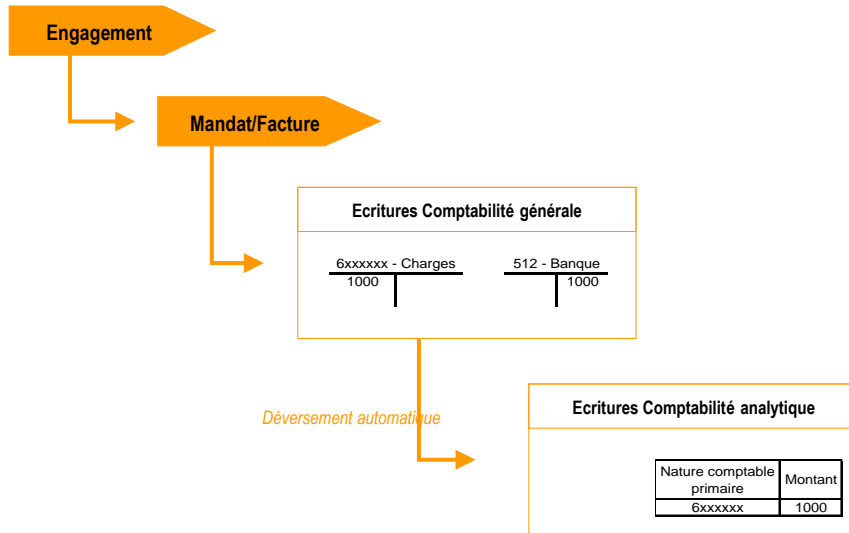 Engagement
Mandat/Facture
Ecritures Comptabilité générale
6xxxxxx - Charges
512 - Banque
1000
1000
Déversement automatique
Ecritures Comptabilité analytique
Nature comptable
primaire
Montant
6xxxxxx
1000